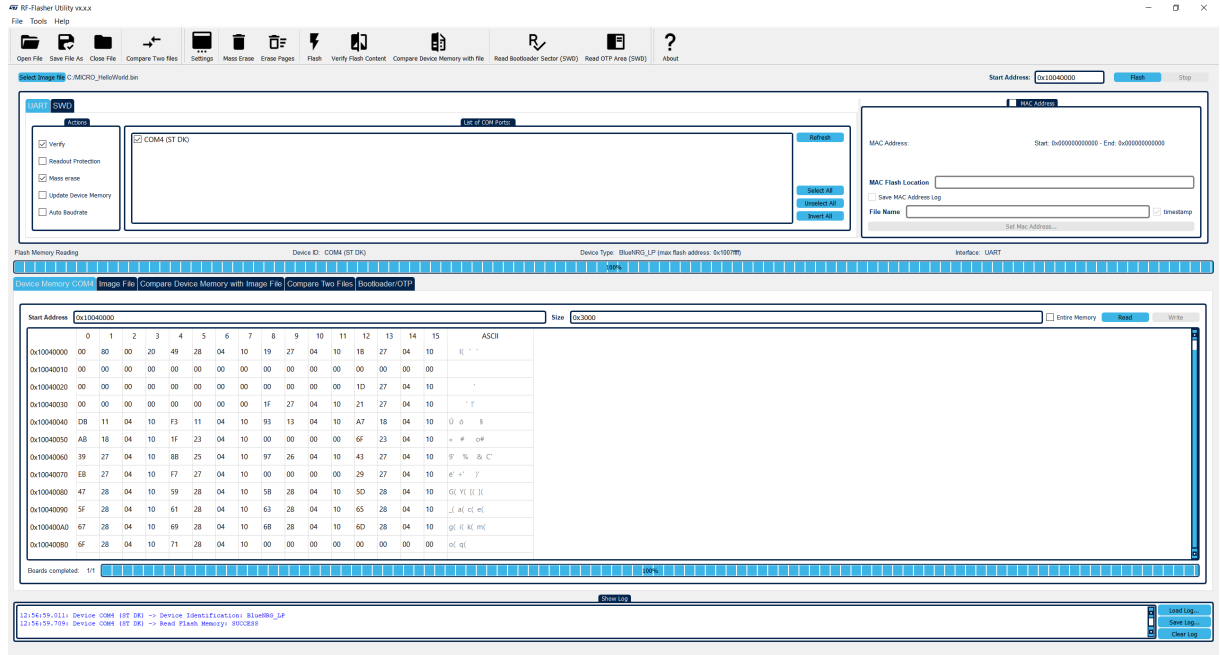 RF-Flasher Utility vx.x.x
File Tools Help
Open File Save File As Close File Compare Two files Settings Mass Erase Erase Pages Flash Verify Flash Content Compare Device Memory with file Read Bootloader Sector (SWD) Read OTP Area (SWD) About
Select Image file C:/MICRO_HelloWorld.bin Start Address: 0x10040000 Flash Stop
UART SWD
Actions
Verify
Readout Protection
Mass erase
Update Device Memory
Auto Baudrate
List of COM Ports:
COM4 (ST DK)
Refresh
Select All
Unselect All
Invert All
MAC Address
MAC Address: Start: 0x000000000000 - End: 0x000000000000
MAC Flash Location
Save MAC Address Log
File Name timestamp
Set Mac Address...
Flash Memory Reading Device ID: COM4 (ST DK) Device Type: BlueNRG_LP (max flash address: 0x1007ffff) Interface: UART
100%
Device Memory COM4 Image File Compare Device Memory with Image File Compare Two Files Bootloader/OTP
Start Address 0x10040000 Size 0x3000 Entire Memory Read Write
0 1 2 3 4 5 6 7 8 9 10 11 12 13 14 15 ASCII
0x10040000 00 80 00 20 49 28 04 10 19 27 04 10 1B 27 04 10 I( ' '
0x10040010 00 00 00 00 00 00 00 00 00 00 00 00 00 00 00 00
0x10040020 00 00 00 00 00 00 00 00 00 00 00 00 1D 27 04 10 '
0x10040030 00 00 00 00 00 00 00 00 1F 27 04 10 21 27 04 10 ' !'
0x10040040 DB 11 04 10 F3 11 04 10 93 13 04 10 A7 18 04 10 Û ó §
0x10040050 AB 18 04 10 1F 23 04 10 00 00 00 00 6F 23 04 10 « # o#
0x10040060 39 27 04 10 8B 25 04 10 97 26 04 10 43 27 04 10 9' % & C'
0x10040070 EB 27 04 10 F7 27 04 10 00 00 00 00 29 27 04 10
0x10040080 47 28 04 10 59 28 04 10 5B 28 04 10 5D 28 04 10 G( Y( [( ](
0x10040090 5F 28 04 10 61 28 04 10 63 28 04 10 65 28 04 10 _( a( c( e(
0x100400A0 67 28 04 10 69 28 04 10 6B 28 04 10 6D 28 04 10 g( i( k( m(
0x100400B0 6F 28 04 10 71 28 04 10 00 00 00 00 00 00 00 00 o( q(
Boards completed: 1/1 100%
Show Log
12:56:59.011: Device COM4 (ST DK) -> Device Identification: BlueNRG_LP
12:56:59.709: Device COM4 (ST DK) -> Read Flash Memory: SUCCESS
Load Log...
Save Log...
Clear Log